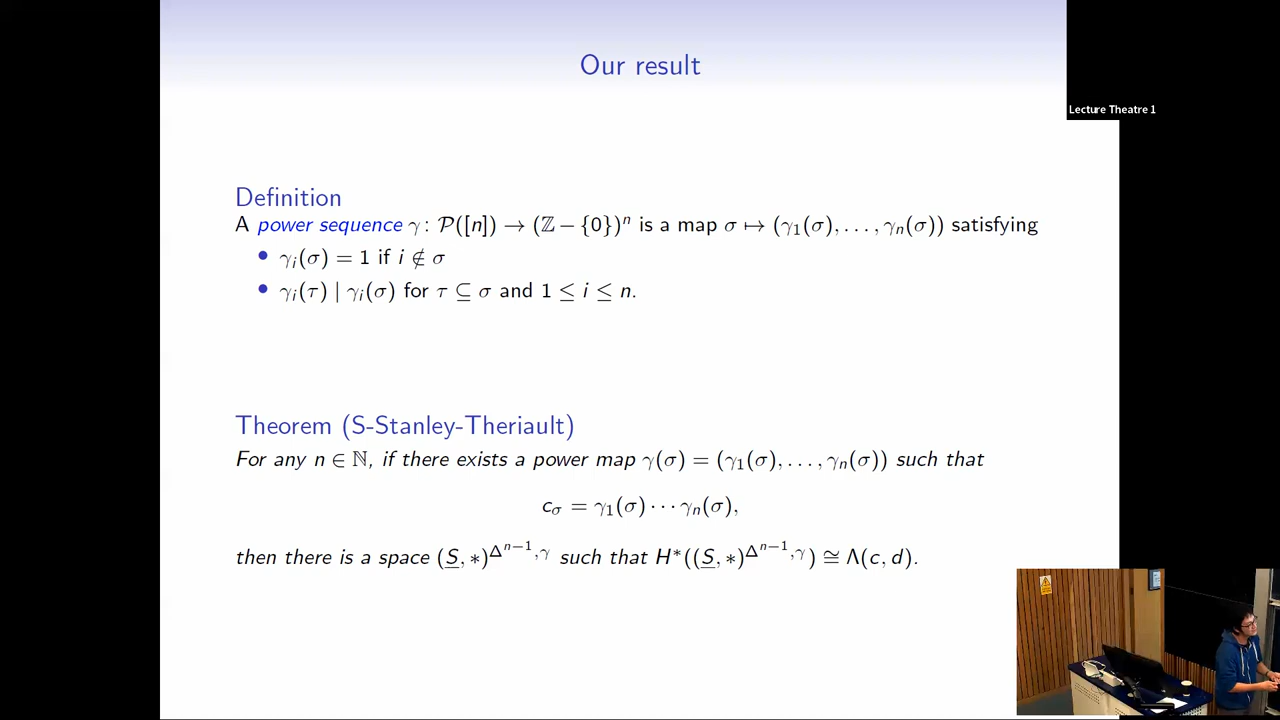 Our result
Lecture Theatre 1
Definition
A power sequence γ: 𝒫([n]) → (ℤ − {0})ⁿ is a map σ ↦ (γ₁(σ), . . . , γₙ(σ)) satisfying
• γᵢ(σ) = 1 if i ∉ σ
• γᵢ(τ) | γᵢ(σ) for τ ⊆ σ and 1 ≤ i ≤ n.
Theorem (S-Stanley-Theriault)
For any n ∈ ℕ, if there exists a power map γ(σ) = (γ₁(σ), . . . , γₙ(σ)) such that
c_σ = γ₁(σ) · · · γₙ(σ),
then there is a space (S̲, ∗)^{Δⁿ⁻¹,γ} such that H*((S̲, ∗)^{Δⁿ⁻¹,γ}) ≅ Λ(c, d).